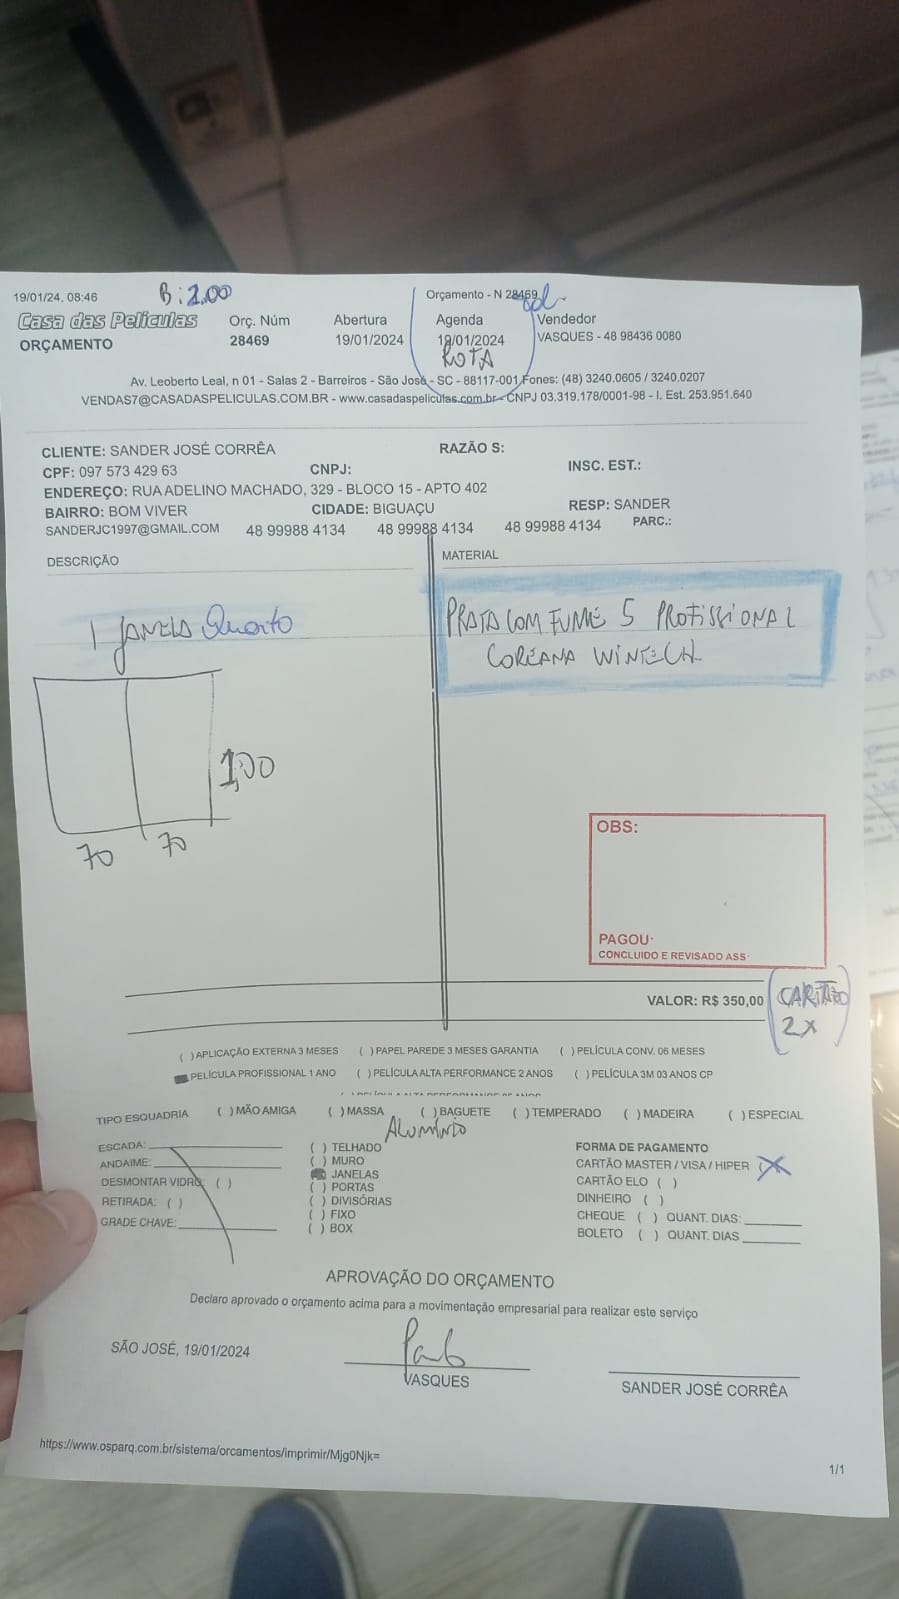 19/01/24, 08:46
B: 2.00
Orçamento - N 28469
Casa das Películas
Orç. Núm
Abertura
Agenda
Vendedor
ORÇAMENTO
28469
19/01/2024
19/01/2024
VASQUES - 48 98436 0080
ROTA
Av. Leoberto Leal, n 01 - Salas 2 - Barreiros - São José - SC - 88117-001 Fones: (48) 3240.0605 / 3240.0207
VENDAS7@CASADASPELICULAS.COM.BR - www.casadaspeliculas.com.br - CNPJ 03.319.178/0001-98 - I. Est. 253.951.640
CLIENTE: SANDER JOSÉ CORRÊA
RAZÃO S:
CPF: 097 573 429 63
CNPJ:
INSC. EST.:
ENDEREÇO: RUA ADELINO MACHADO, 329 - BLOCO 15 - APTO 402
BAIRRO: BOM VIVER
CIDADE: BIGUAÇU
RESP: SANDER
SANDERJC1997@GMAIL.COM
48 99988 4134
48 99988 4134
48 99988 4134
PARC.:
DESCRIÇÃO
MATERIAL
1 JANELA Quarto
PRATA COM FUMÊ 5 PROFISSIONAL
COREANA WINTECH
1,00
70 70
OBS:
PAGOU:
CONCLUIDO E REVISADO ASS:
VALOR: R$ 350,00
CARTÃO
2X
( ) APLICAÇÃO EXTERNA 3 MESES
( ) PAPEL PAREDE 3 MESES GARANTIA
( ) PELÍCULA CONV. 06 MESES
PELÍCULA PROFISSIONAL 1 ANO
( ) PELÍCULA ALTA PERFORMANCE 2 ANOS
( ) PELÍCULA 3M 03 ANOS CP
TIPO ESQUADRIA
( ) MÃO AMIGA
( ) MASSA
( ) BAGUETE
( ) TEMPERADO
( ) MADEIRA
( ) ESPECIAL
ALUMÍNIO
ESCADA:
ANDAIME:
DESMONTAR VIDRO: ( )
RETIRADA: ( )
GRADE CHAVE:
( ) TELHADO
( ) MURO
JANELAS
( ) PORTAS
( ) DIVISÓRIAS
( ) FIXO
( ) BOX
FORMA DE PAGAMENTO
CARTÃO MASTER / VISA / HIPER (X)
CARTÃO ELO ( )
DINHEIRO ( )
CHEQUE ( ) QUANT. DIAS:
BOLETO ( ) QUANT. DIAS
APROVAÇÃO DO ORÇAMENTO
Declaro aprovado o orçamento acima para a movimentação empresarial para realizar este serviço
SÃO JOSÉ, 19/01/2024
VASQUES
SANDER JOSÉ CORRÊA
https://www.osparq.com.br/sistema/orcamentos/imprimir/Mjg0Njk=
1/1